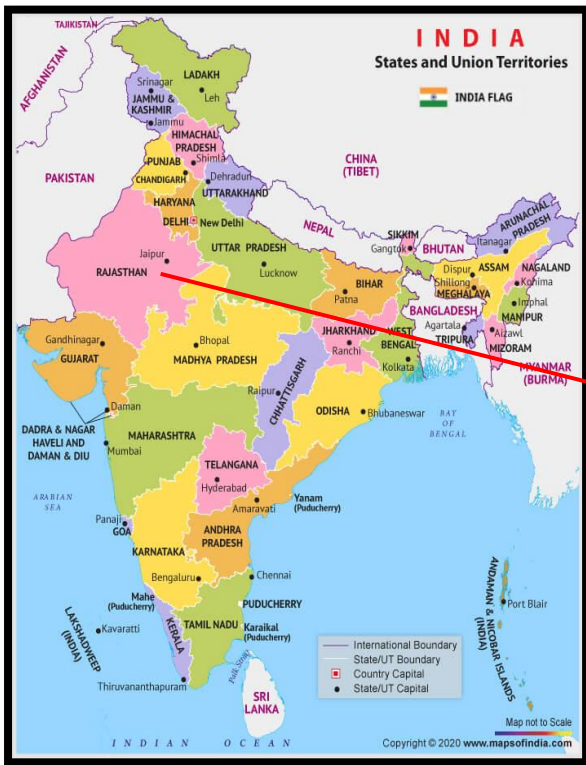 INDIA
States and Union Territories
INDIA FLAG
TAJIKISTAN
AFGHANISTAN
PAKISTAN
CHINA
(TIBET)
NEPAL
BHUTAN
BANGLADESH
MYANMAR
(BURMA)
SRI
LANKA
LADAKH
Leh
Srinagar
JAMMU &
KASHMIR
Jammu
HIMACHAL
PRADESH
Shimla
PUNJAB
CHANDIGARH
Dehradun
UTTARAKHAND
HARYANA
DELHI
New Delhi
RAJASTHAN
Jaipur
UTTAR PRADESH
Lucknow
BIHAR
Patna
SIKKIM
Gangtok
ARUNACHAL
PRADESH
Itanagar
ASSAM
Dispur
NAGALAND
Kohima
Shillong
MEGHALAYA
Imphal
MANIPUR
Agartala
TRIPURA
Aizawl
MIZORAM
Gandhinagar
GUJARAT
Bhopal
MADHYA PRADESH
JHARKHAND
Ranchi
WEST
BENGAL
Kolkata
Raipur
CHHATTISGARH
ODISHA
Bhubaneswar
BAY
OF
BENGAL
Daman
DADRA & NAGAR
HAVELI AND
DAMAN & DIU
MAHARASHTRA
Mumbai
ARABIAN
SEA
TELANGANA
Hyderabad
Yanam
(Puducherry)
Amaravati
ANDHRA
PRADESH
Panaji
GOA
KARNATAKA
Bengaluru
Chennai
Mahe
(Puducherry)
PUDUCHERRY
Karaikal
(Puducherry)
TAMIL NADU
KERALA
Thiruvananthapuram
LAKSHADWEEP
(INDIA)
Kavaratti
Palk Strait
ANDAMAN & NICOBAR ISLANDS
(INDIA)
Port Blair
International Boundary
State/UT Boundary
Country Capital
State/UT Capital
INDIAN OCEAN
Map not to Scale
Copyright © 2020 www.mapsofindia.com